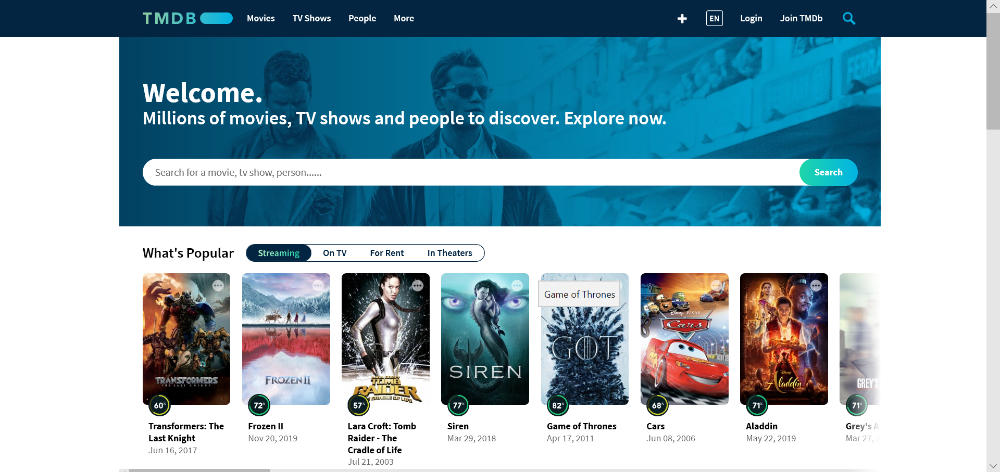 TMDB Movies TV Shows People More EN Login Join TMDb
Welcome.
Millions of movies, TV shows and people to discover. Explore now.
Search for a movie, tv show, person......
Search
What's Popular
Streaming On TV For Rent In Theaters
TRANSFORMERS
THE LAST KNIGHT
FROZEN II
LARA CROFT
TOMB
RAIDER
THE CRADLE OF LIFE
SIREN
Game of Thrones
GOT
Disney PIXAR
Cars
Disney
Aladdin
GREY'S
60%
72%
57%
77%
82%
68%
71%
71%
Transformers: The
Last Knight
Jun 16, 2017
Frozen II
Nov 20, 2019
Lara Croft: Tomb
Raider - The
Cradle of Life
Jul 21, 2003
Siren
Mar 29, 2018
Game of Thrones
Apr 17, 2011
Cars
Jun 08, 2006
Aladdin
May 22, 2019
Grey's A
Mar 27, 2